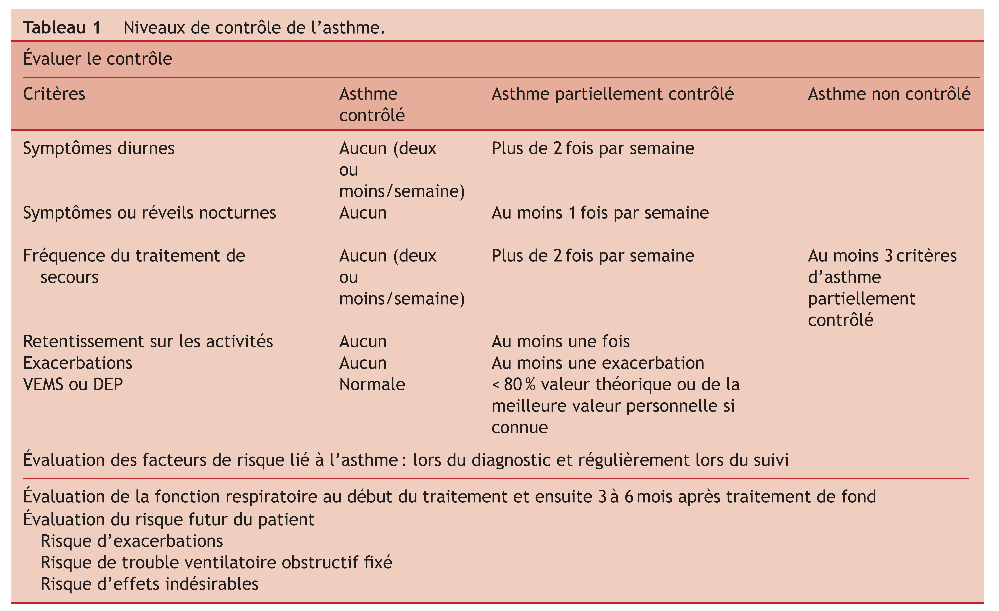 Tableau 1 Niveaux de contrôle de l’asthme.
Évaluer le contrôle
Critères Asthme Asthme partiellement contrôlé Asthme non contrôlé
contrôlé
Symptômes diurnes Aucun (deux Plus de 2 fois par semaine
ou
moins/semaine)
Symptômes ou réveils nocturnes Aucun Au moins 1 fois par semaine
Fréquence du traitement de Aucun (deux Plus de 2 fois par semaine Au moins 3 critères
secours ou d’asthme
moins/semaine) partiellement
contrôlé
Retentissement sur les activités Aucun Au moins une fois
Exacerbations Aucun Au moins une exacerbation
VEMS ou DEP Normale < 80 % valeur théorique ou de la
meilleure valeur personnelle si
connue
Évaluation des facteurs de risque lié à l’asthme : lors du diagnostic et régulièrement lors du suivi
Évaluation de la fonction respiratoire au début du traitement et ensuite 3 à 6 mois après traitement de fond
Évaluation du risque futur du patient
Risque d’exacerbations
Risque de trouble ventilatoire obstructif fixé
Risque d’effets indésirables